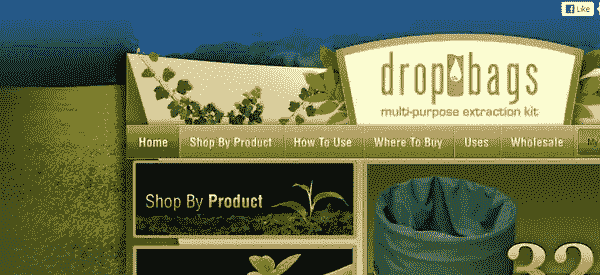 Like
drop bags
multi-purpose extraction kit
Home Shop By Product How To Use Where To Buy Uses Wholesale
Shop By Product
32